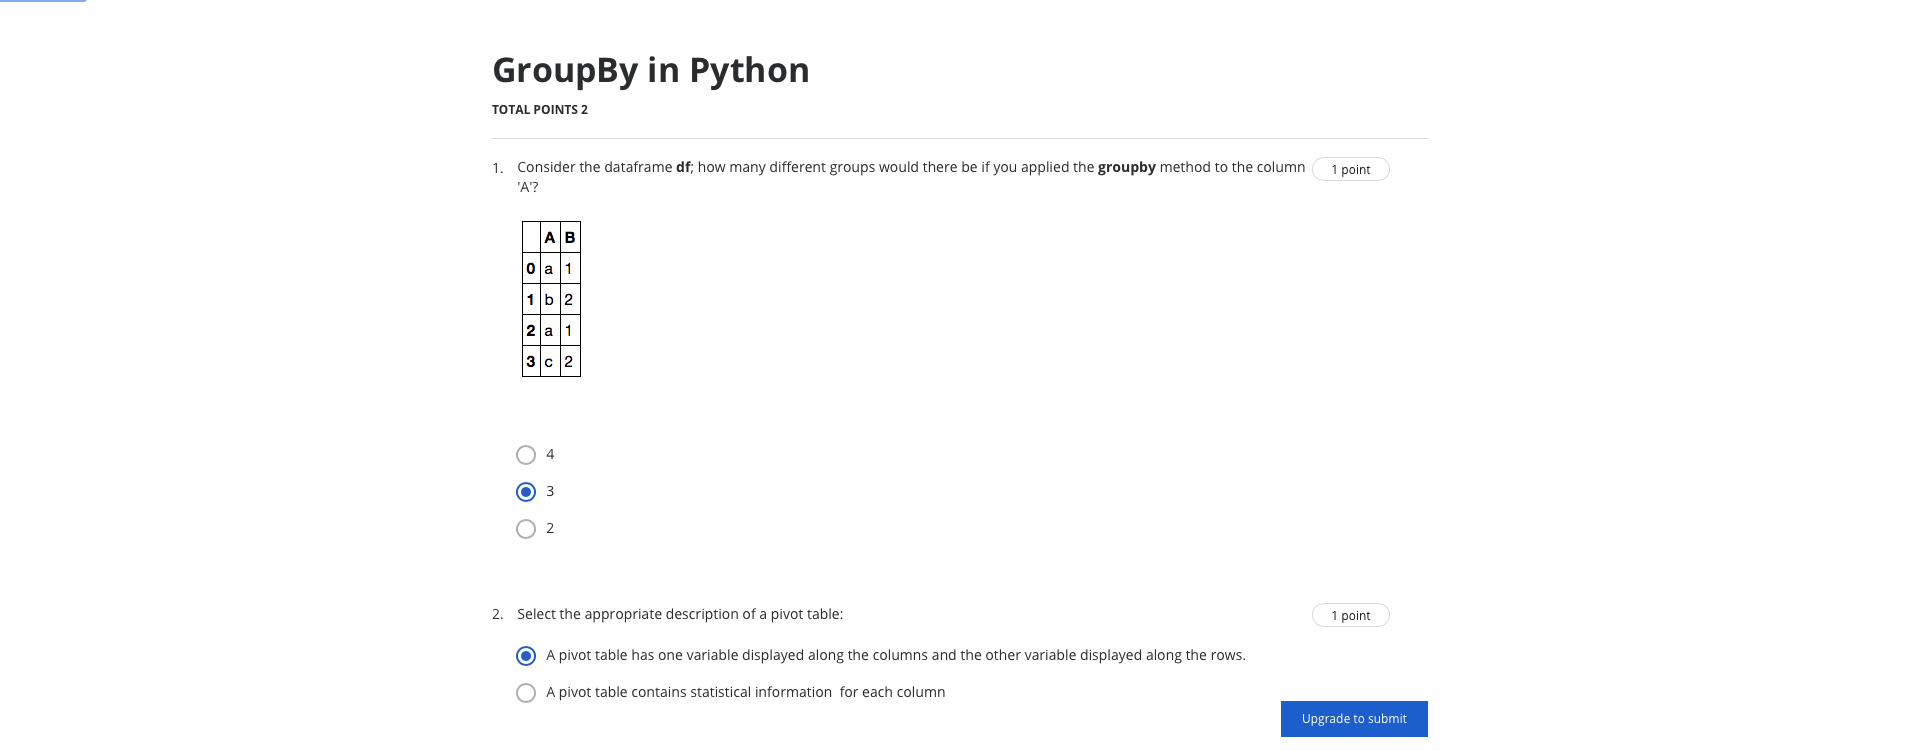 GroupBy in Python
TOTAL POINTS 2
1. Consider the dataframe df; how many different groups would there be if you applied the groupby method to the column 1 point
'A'?
A B
0 a 1
1 b 2
2 a 1
3 c 2
4
3
2
2. Select the appropriate description of a pivot table: 1 point
A pivot table has one variable displayed along the columns and the other variable displayed along the rows.
A pivot table contains statistical information for each column
Upgrade to submit